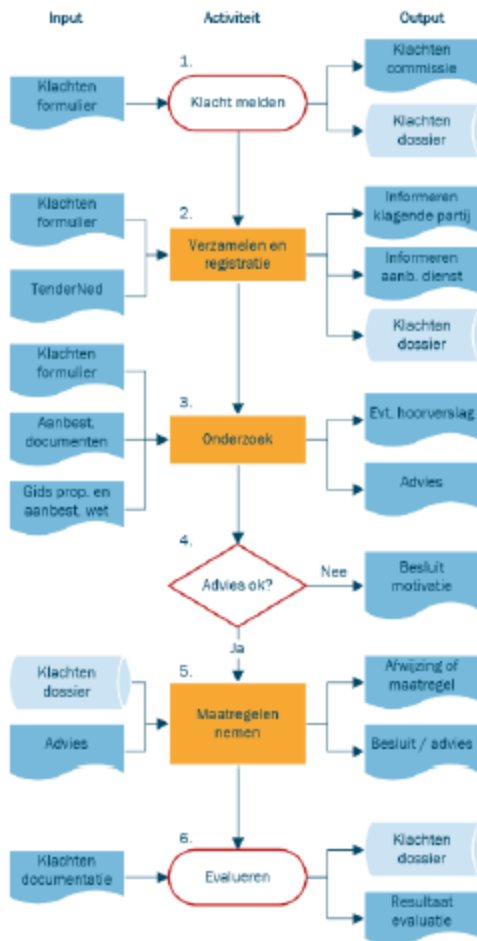 Input
Activiteit
Output
1.
Klachten
formulier
Klacht melden
Klachten
commissie
Klachten
dossier
2.
Klachten
formulier
TenderNed
Verzamelen en
registratie
Informeren
klagende partij
Informeren
aanb. dienst
Klachten
dossier
3.
Klachten
formulier
Aanbest.
documenten
Gids prop. en
aanbest. wet
Onderzoek
Evt. hoorverslag
Advies
4.
Advies ok?
Nee
Besluit
motivatie
Ja
5.
Klachten
dossier
Advies
Maatregelen
nemen
Afwijzing of
maatregel
Besluit / advies
6.
Klachten
documentatie
Evalueren
Klachten
dossier
Resultaat
evaluatie